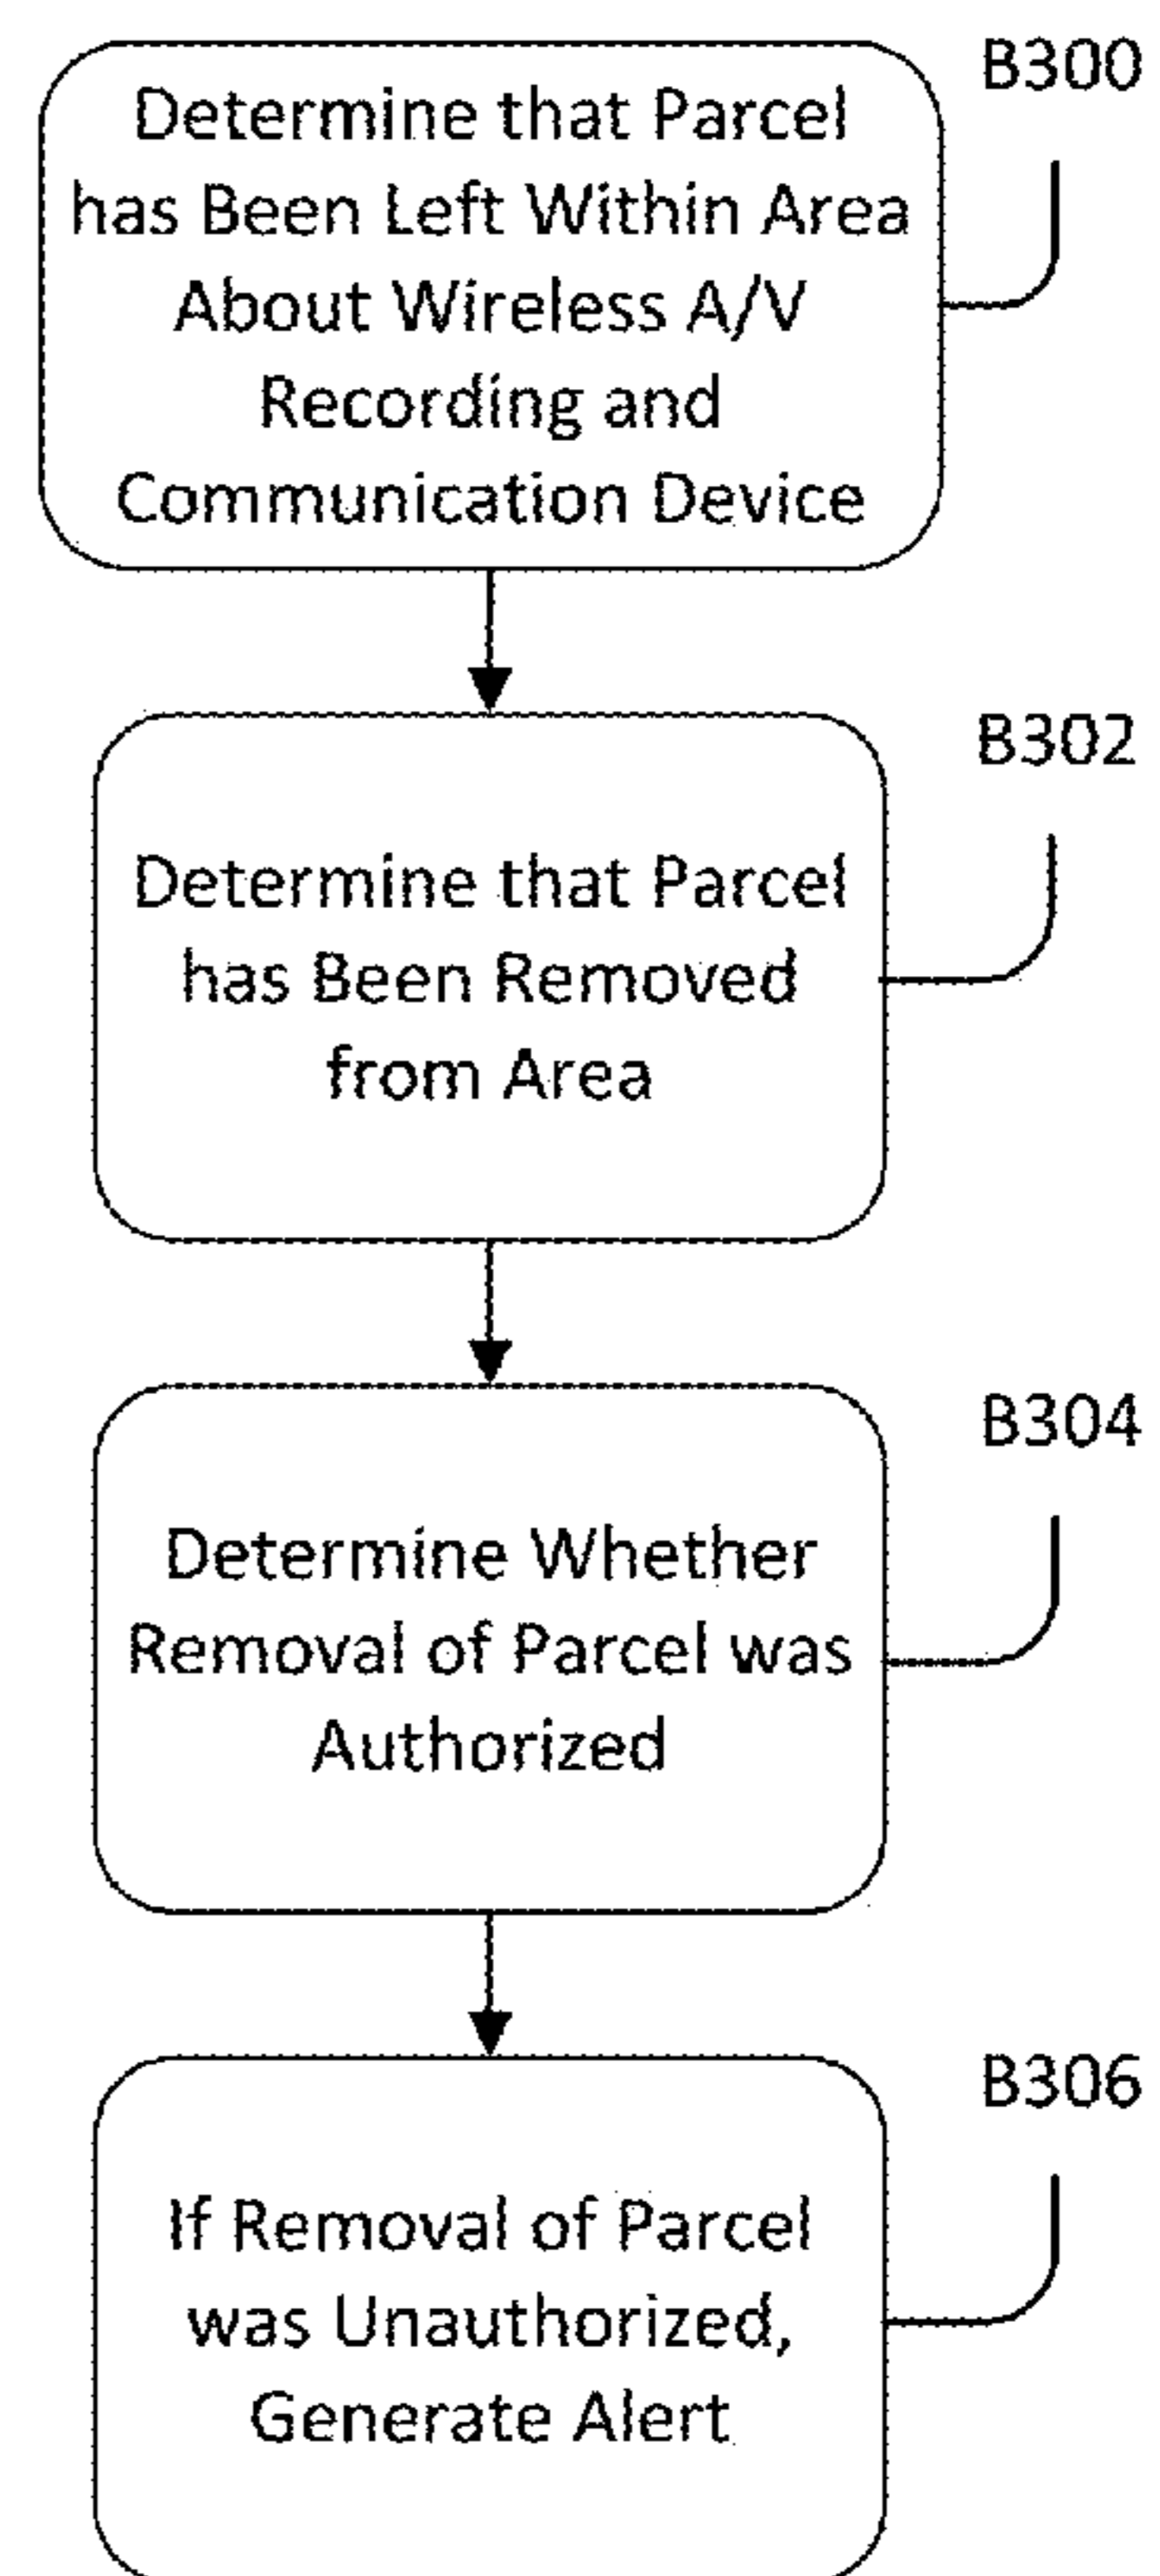 B300
Determine that Parcel
has Been Left Within Area
About Wireless A/V
Recording and
Communication Device
B302
Determine that Parcel
has Been Removed
from Area
B304
Determine Whether
Removal of Parcel was
Authorized
B306
If Removal of Parcel
was Unauthorized,
Generate Alert